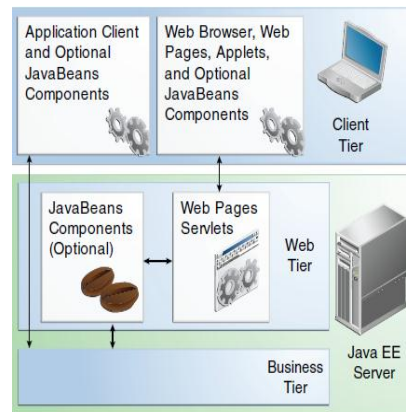 Application Client
and Optional
JavaBeans
Components
Web Browser, Web
Pages, Applets,
and Optional
JavaBeans
Components
Client
Tier
JavaBeans
Components
(Optional)
Web Pages
Servlets
Web
Tier
Java EE
Server
Business
Tier